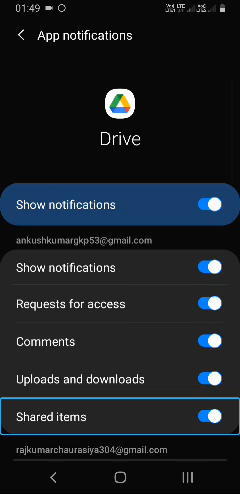 01:49
App notifications
Drive
Show notifications
ankushkumargkp53@gmail.com
Show notifications
Requests for access
Comments
Uploads and downloads
Shared items
rajkumarchaurasiya304@gmail.com